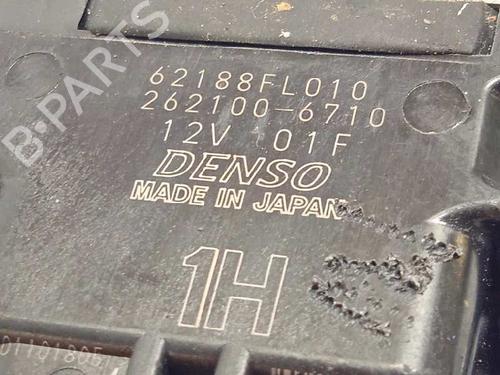 62188FL010
262100-6710
12V 01F
DENSO
MADE IN JAPAN
1H
B-PARTS